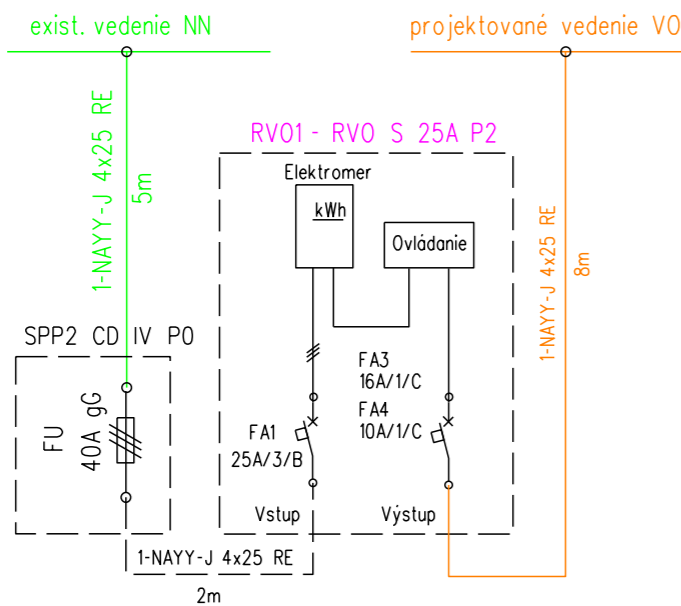 exist. vedenie NN
projektované vedenie VO
RVO1 - RVO S 25A P2
Elektromer
kWh
Ovládanie
1-NAYY-J 4x25 RE
5m
1-NAYY-J 4x25 RE
8m
SPP2 CD IV PO
FU
40A gG
FA3
16A/1/C
FA4
10A/1/C
FA1
25A/3/B
Vstup
Výstup
1-NAYY-J 4x25 RE
2m